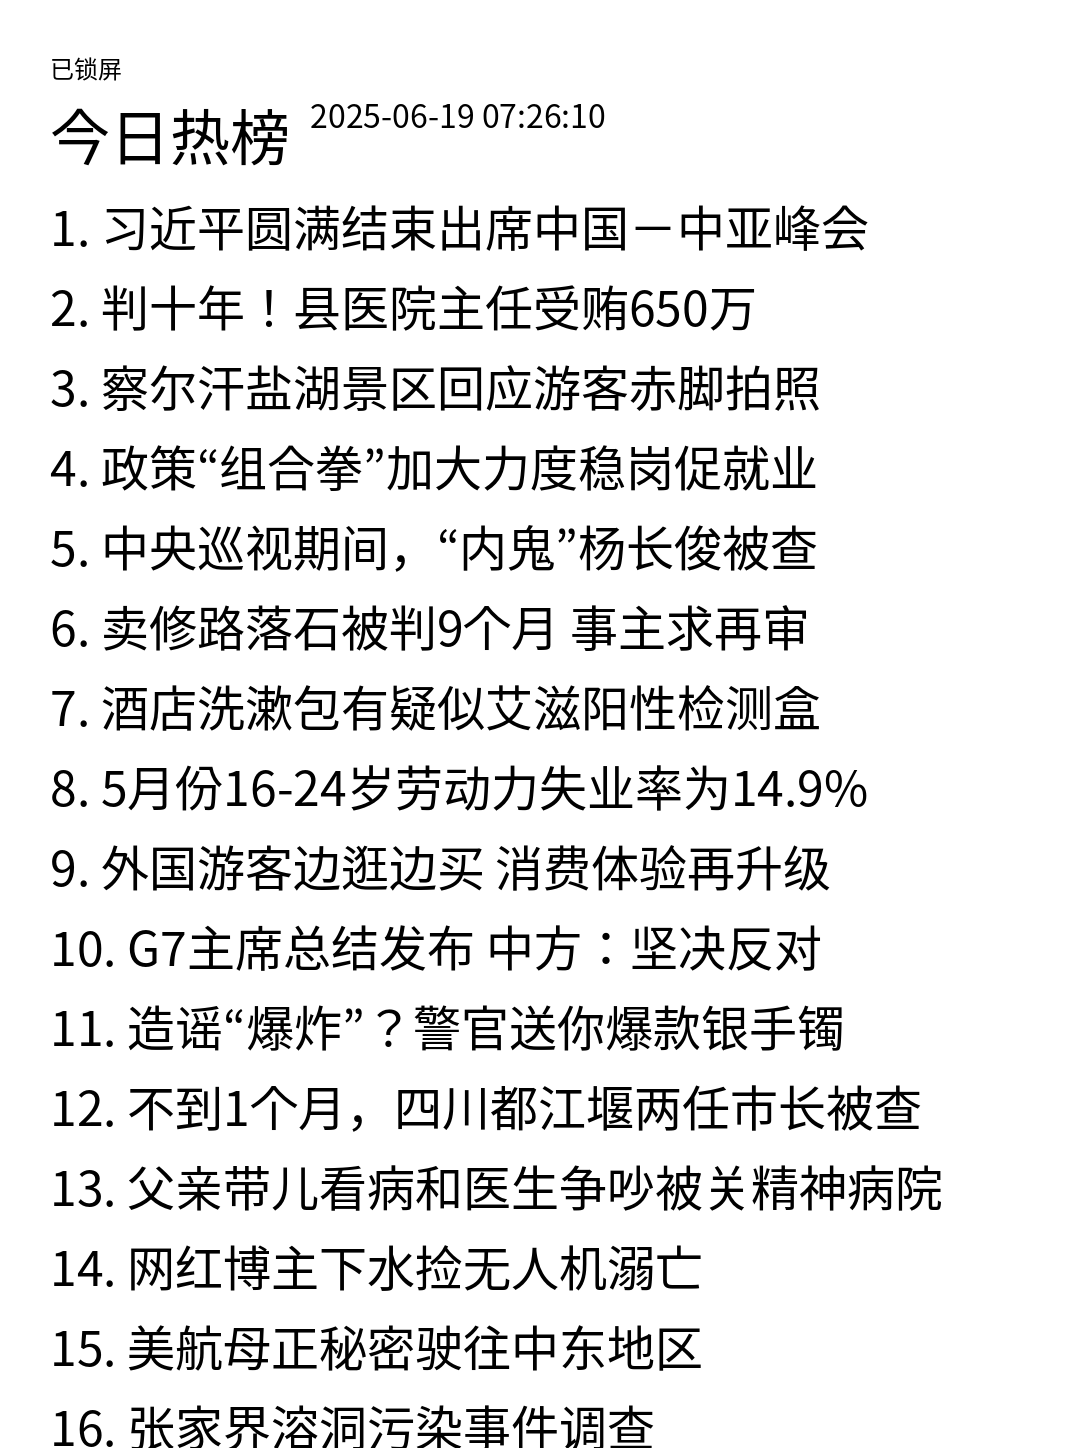 已锁屏
今日热榜 2025-06-19 07:26:10
1. 习近平圆满结束出席中国－中亚峰会
2. 判十年！县医院主任受贿650万
3. 察尔汗盐湖景区回应游客赤脚拍照
4. 政策“组合拳”加大力度稳岗促就业
5. 中央巡视期间，“内鬼”杨长俊被查
6. 卖修路落石被判9个月 事主求再审
7. 酒店洗漱包有疑似艾滋阳性检测盒
8. 5月份16-24岁劳动力失业率为14.9%
9. 外国游客边逛边买 消费体验再升级
10. G7主席总结发布 中方：坚决反对
11. 造谣“爆炸”？警官送你爆款银手镯
12. 不到1个月，四川都江堰两任市长被查
13. 父亲带儿看病和医生争吵被关精神病院
14. 网红博主下水捡无人机溺亡
15. 美航母正秘密驶往中东地区
16. 张家界溶洞污染事件调查